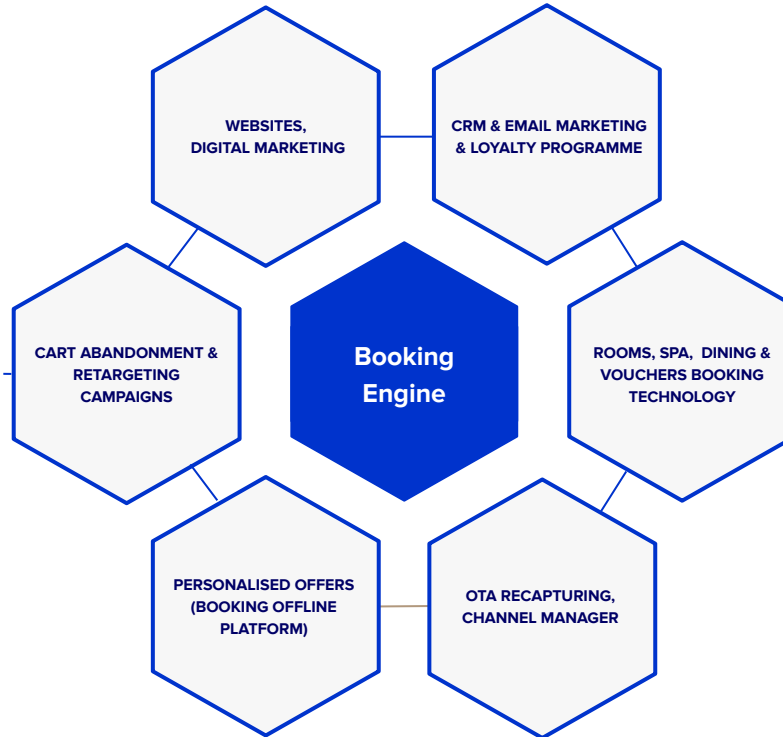 WEBSITES,
DIGITAL MARKETING
CRM & EMAIL MARKETING
& LOYALTY PROGRAMME
CART ABANDONMENT &
RETARGETING
CAMPAIGNS
Booking
Engine
ROOMS, SPA, DINING &
VOUCHERS BOOKING
TECHNOLOGY
PERSONALISED OFFERS
(BOOKING OFFLINE
PLATFORM)
OTA RECAPTURING,
CHANNEL MANAGER